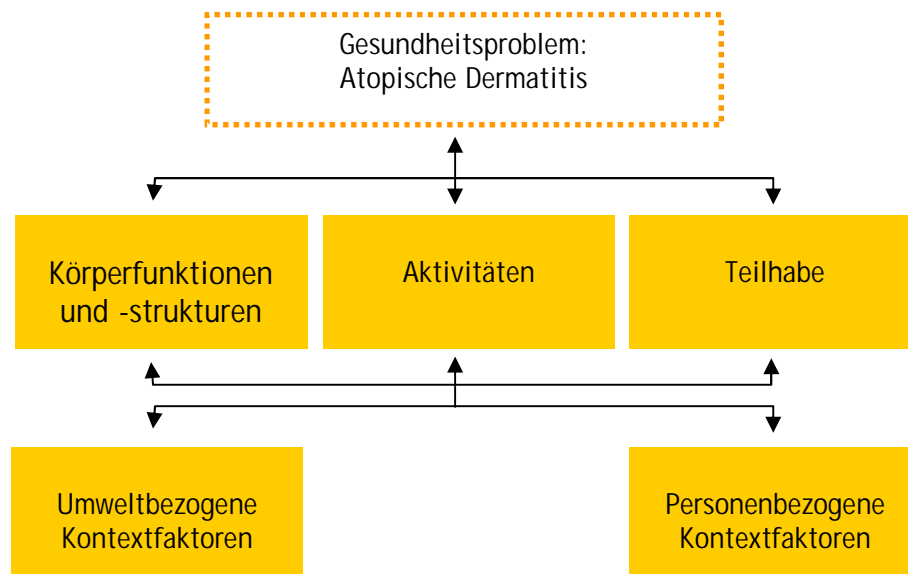 Gesundheitsproblem:
Atopische Dermatitis
Körperfunktionen
und -strukturen
Aktivitäten
Teilhabe
Umweltbezogene
Kontextfaktoren
Personenbezogene
Kontextfaktoren